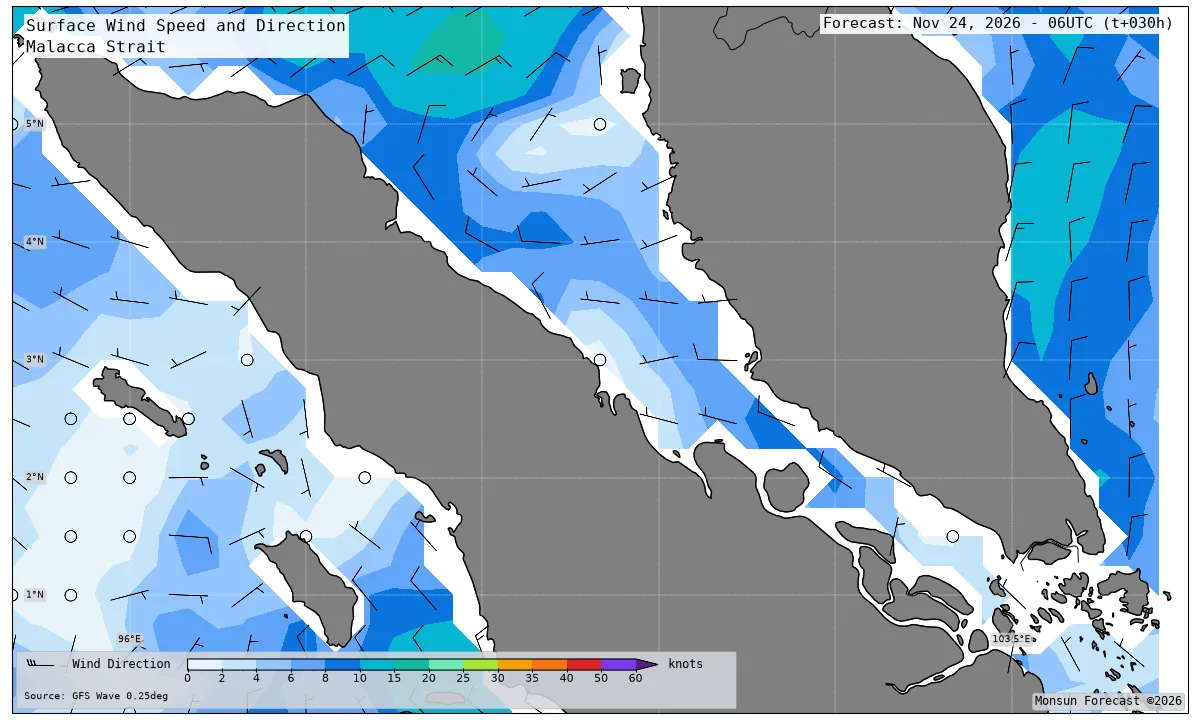 Surface Wind Speed and Direction
Malacca Strait
Forecast: Nov 24, 2026 - 06UTC (t+030h)
5°N
4°N
3°N
2°N
1°N
96°E
103.5°E
Wind Direction
0 2 4 6 8 10 15 20 25 30 35 40 50 60
knots
Source: GFS Wave 0.25deg
Monsun Forecast ©2026